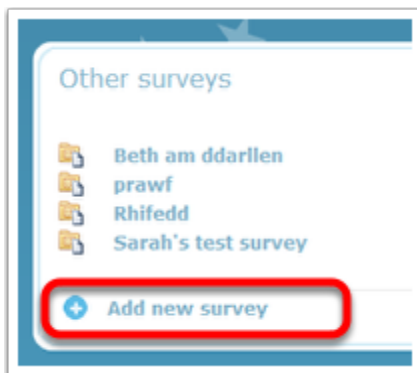 Other surveys
Beth am ddarllen
prawf
Rhifedd
Sarah's test survey
Add new survey